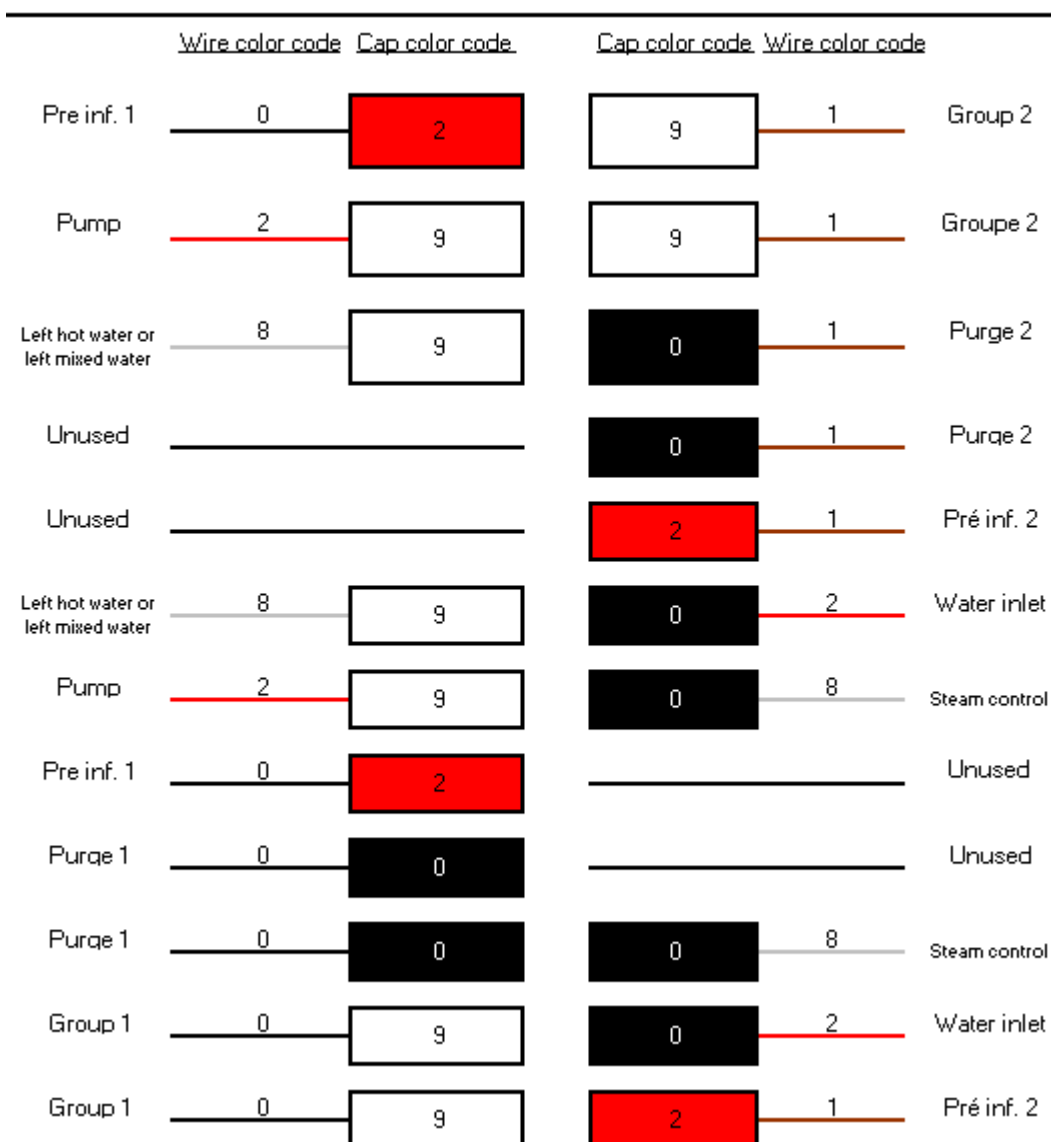 Wire color code Cap color code Cap color code Wire color code
Pre inf. 1 0 2 9 1 Group 2
Pump 2 9 9 1 Groupe 2
Left hot water or
left mixed water 8 9 0 1 Purge 2
Unused 0 1 Purge 2
Unused 2 1 Pré inf. 2
Left hot water or
left mixed water 8 9 0 2 Water inlet
Pump 2 9 0 8 Steam control
Pre inf. 1 0 2 Unused
Purge 1 0 0 Unused
Purge 1 0 0 0 8 Steam control
Group 1 0 9 0 2 Water inlet
Group 1 0 9 2 1 Pré inf. 2